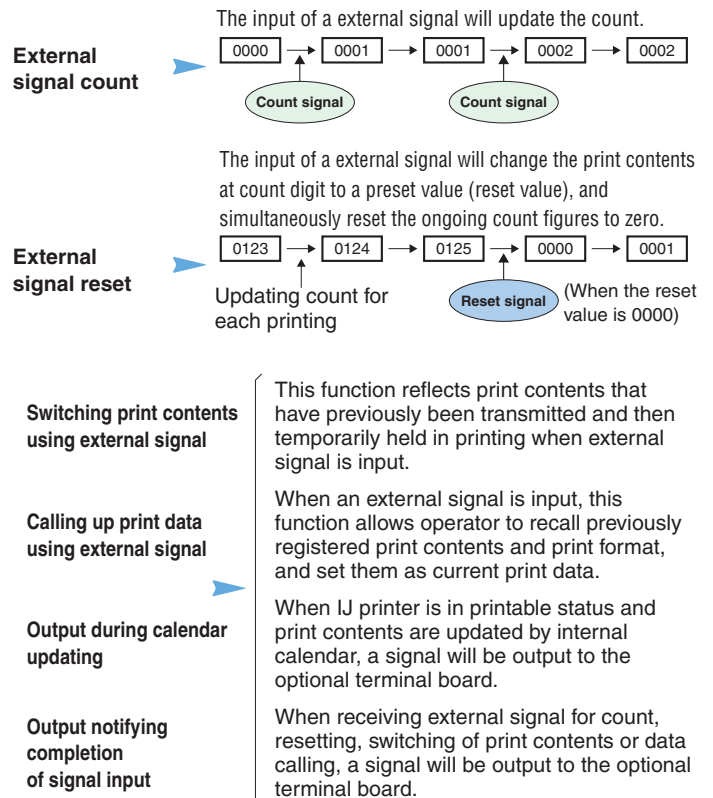 The input of a external signal will update the count.
External
signal count
0000 0001 0001 0002 0002
Count signal Count signal
The input of a external signal will change the print contents
at count digit to a preset value (reset value), and
simultaneously reset the ongoing count figures to zero.
External
signal reset
0123 0124 0125 0000 0001
Updating count for
each printing
Reset signal
(When the reset
value is 0000)
Switching print contents
using external signal
This function reflects print contents that
have previously been transmitted and then
temporarily held in printing when external
signal is input.
Calling up print data
using external signal
When an external signal is input, this
function allows operator to recall previously
registered print contents and print format,
and set them as current print data.
Output during calendar
updating
When IJ printer is in printable status and
print contents are updated by internal
calendar, a signal will be output to the
optional terminal board.
Output notifying
completion
of signal input
When receiving external signal for count,
resetting, switching of print contents or data
calling, a signal will be output to the optional
terminal board.